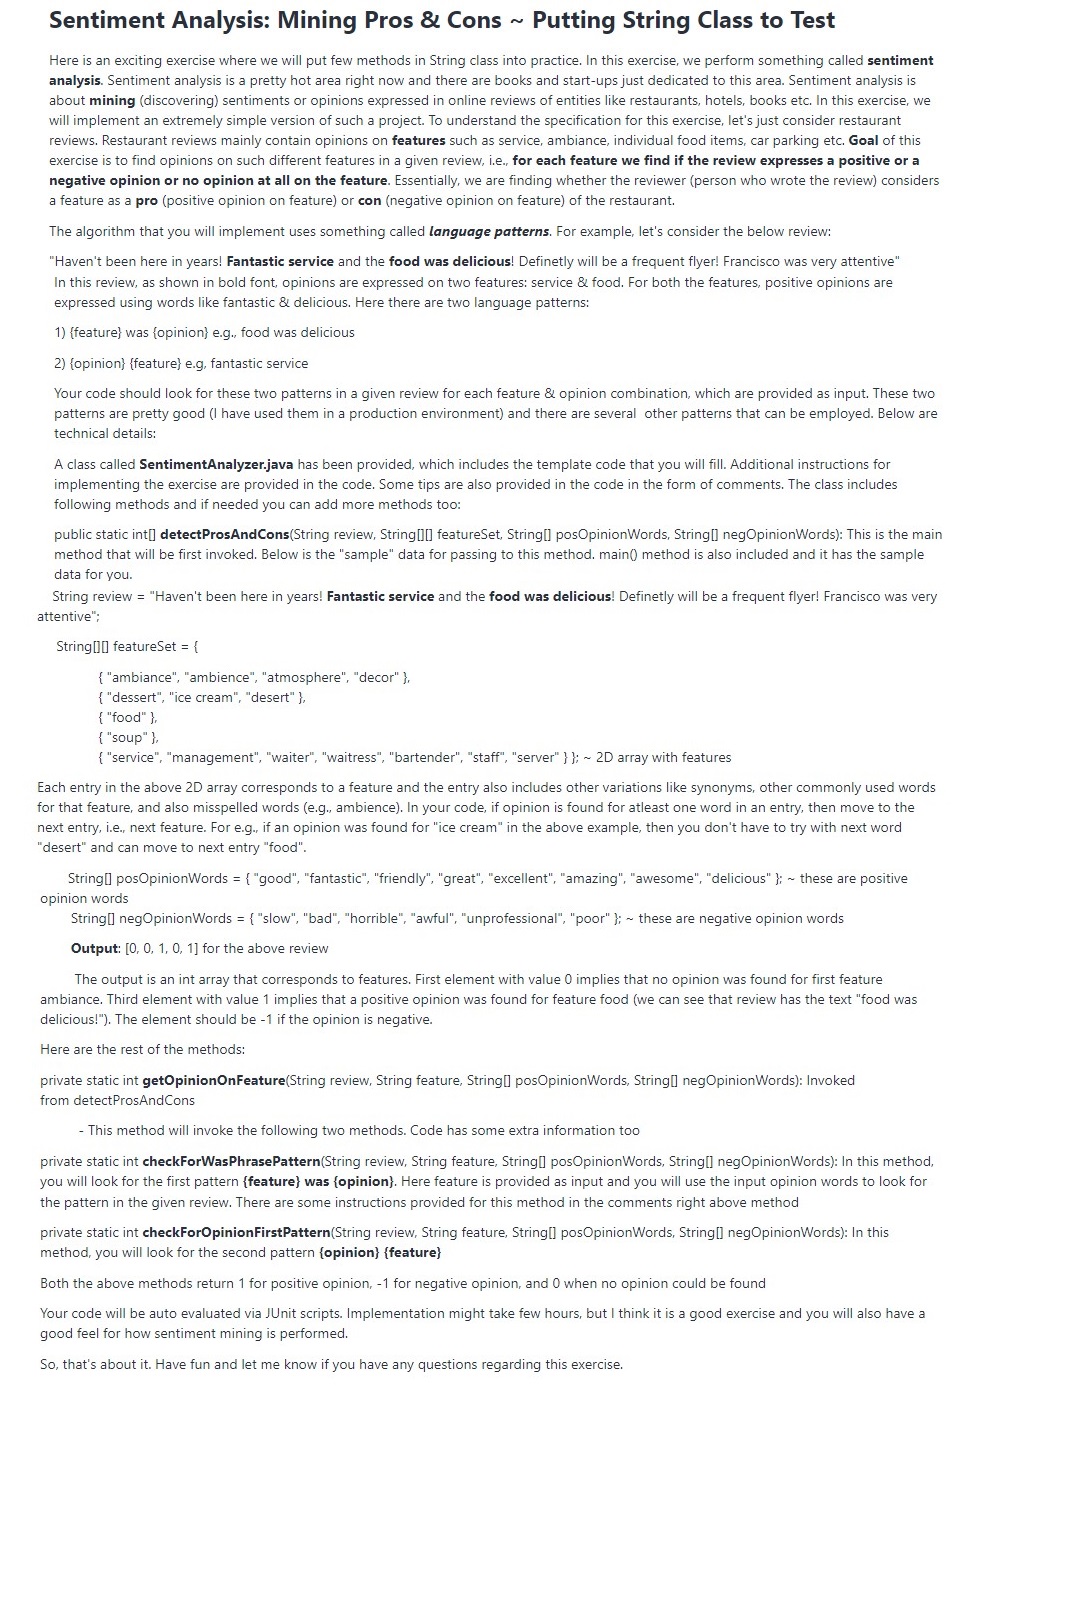 Sentiment Analysis: Mining Pros & Cons ~ Putting String Class to Test
Here is an exciting exercise where we will put few methods in String class into practice. In this exercise, we perform something called sentiment
analysis. Sentiment analysis is a pretty hot area right now and there are books and start-ups just dedicated to this area. Sentiment analysis is
about mining (discovering) sentiments or opinions expressed in online reviews of entities like restaurants, hotels, books etc. In this exercise, we
will implement an extremely simple version of such a project. To understand the specification for this exercise, let's just consider restaurant
reviews. Restaurant reviews mainly contain opinions on features such as service, ambiance, individual food items, car parking etc. Goal of this
exercise is to find opinions on such different features in a given review, i.e., for each feature we find if the review expresses a positive or a
negative opinion or no opinion at all on the feature. Essentially, we are finding whether the reviewer (person who wrote the review) considers
a feature as a pro (positive opinion on feature) or con (negative opinion on feature) of the restaurant.
The algorithm that you will implement uses something called language patterns. For example, let's consider the below review:
"Haven't been here in years! Fantastic service and the food was delicious! Definetly will be a frequent flyer! Francisco was very attentive"
In this review, as shown in bold font, opinions are expressed on two features: service & food. For both the features, positive opinions are
expressed using words like fantastic & delicious. Here there are two language patterns:
1) {feature} was {opinion} e.g., food was delicious
2) {opinion} {feature} e.g, fantastic service
Your code should look for these two patterns in a given review for each feature & opinion combination, which are provided as input. These two
patterns are pretty good (I have used them in a production environment) and there are several other patterns that can be employed. Below are
technical details:
A class called SentimentAnalyzer.java has been provided, which includes the template code that you will fill. Additional instructions for
implementing the exercise are provided in the code. Some tips are also provided in the code in the form of comments. The class includes
following methods and if needed you can add more methods too:
public static int[] detectProsAndCons(String review, String[][] featureSet, String[] posOpinionWords, String[] negOpinionWords): This is the main
method that will be first invoked. Below is the "sample" data for passing to this method. main() method is also included and it has the sample
data for you.
String review = "Haven't been here in years! Fantastic service and the food was delicious! Definetly will be a frequent flyer! Francisco was very
attentive";
String[][] featureSet = {
{ "ambiance", "ambience", "atmosphere", "decor" },
{ "dessert", "ice cream", "desert" },
{ "food" },
{ "soup" },
{ "service", "management", "waiter", "waitress", "bartender", "staff", "server" } }; ~ 2D array with features
Each entry in the above 2D array corresponds to a feature and the entry also includes other variations like synonyms, other commonly used words
for that feature, and also misspelled words (e.g., ambience). In your code, if opinion is found for atleast one word in an entry, then move to the
next entry, i.e., next feature. For e.g., if an opinion was found for "ice cream" in the above example, then you don't have to try with next word
"desert" and can move to next entry "food".
String[] posOpinionWords = { "good", "fantastic", "friendly", "great", "excellent", "amazing", "awesome", "delicious" }; ~ these are positive
opinion words
String[] negOpinionWords = { "slow", "bad", "horrible", "awful", "unprofessional", "poor" }; ~ these are negative opinion words
Output: [0, 0, 1, 0, 1] for the above review
The output is an int array that corresponds to features. First element with value 0 implies that no opinion was found for first feature
ambiance. Third element with value 1 implies that a positive opinion was found for feature food (we can see that review has the text "food was
delicious!"). The element should be -1 if the opinion is negative.
Here are the rest of the methods:
private static int getOpinionOnFeature(String review, String feature, String[] posOpinionWords, String[] negOpinionWords): Invoked
from detectProsAndCons
- This method will invoke the following two methods. Code has some extra information too
private static int checkForWasPhrasePattern(String review, String feature, String[] posOpinionWords, String[] negOpinionWords): In this method,
you will look for the first pattern {feature} was {opinion}. Here feature is provided as input and you will use the input opinion words to look for
the pattern in the given review. There are some instructions provided for this method in the comments right above method
private static int checkForOpinionFirstPattern(String review, String feature, String[] posOpinionWords, String[] negOpinionWords): In this
method, you will look for the second pattern {opinion} {feature}
Both the above methods return 1 for positive opinion, -1 for negative opinion, and 0 when no opinion could be found
Your code will be auto evaluated via JUnit scripts. Implementation might take few hours, but I think it is a good exercise and you will also have a
good feel for how sentiment mining is performed.
So, that's about it. Have fun and let me know if you have any questions regarding this exercise.